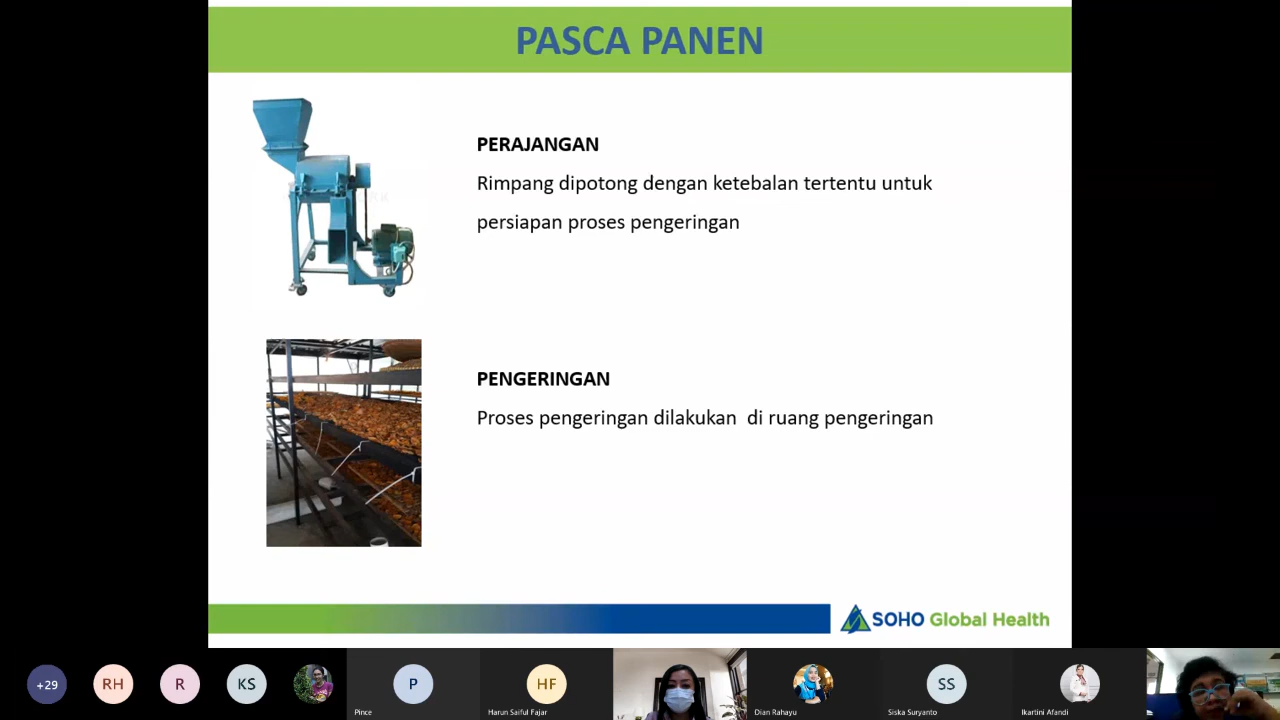 PASCA PANEN
PERAJANGAN
Rimpang dipotong dengan ketebalan tertentu untuk
persiapan proses pengeringan
PENGERINGAN
Proses pengeringan dilakukan di ruang pengeringan
SOHO Global Health
+29
RH
R
KS
P
Pince
HF
Harun Saiful Fajar
Dian Rahayu
SS
Siska Suryanto
Ikartini Afandi